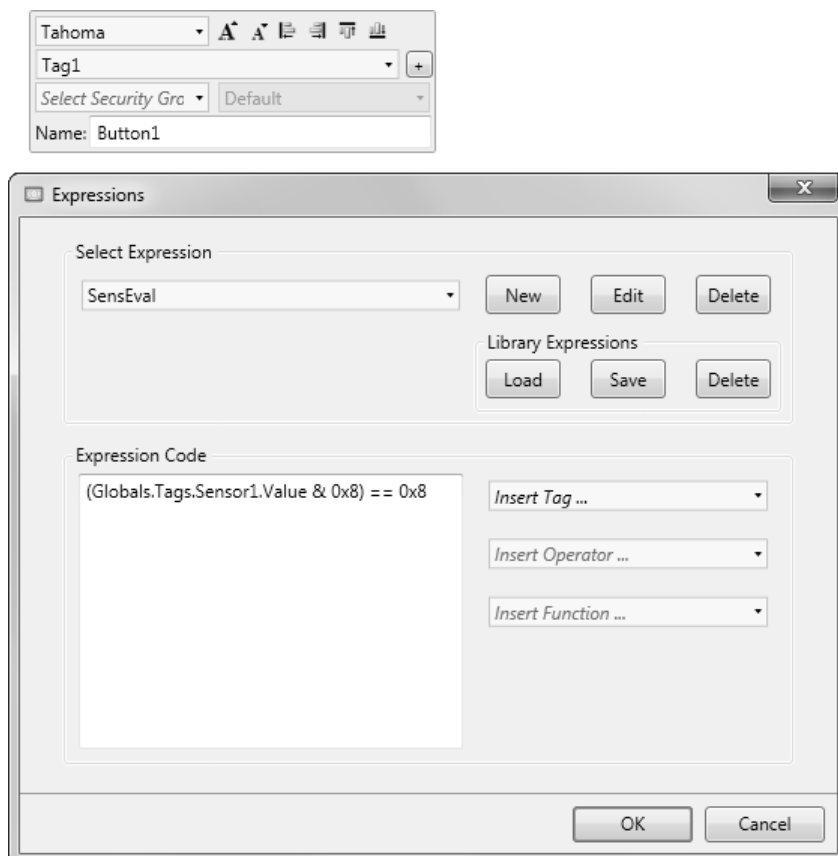 Tahoma
Tag1
+
Select Security Gro Default
Name: Button1
Expressions
Select Expression
SensEval New Edit Delete
Library Expressions
Load Save Delete
Expression Code
(Globals.Tags.Sensor1.Value & 0x8) == 0x8
Insert Tag ...
Insert Operator ...
Insert Function ...
OK Cancel